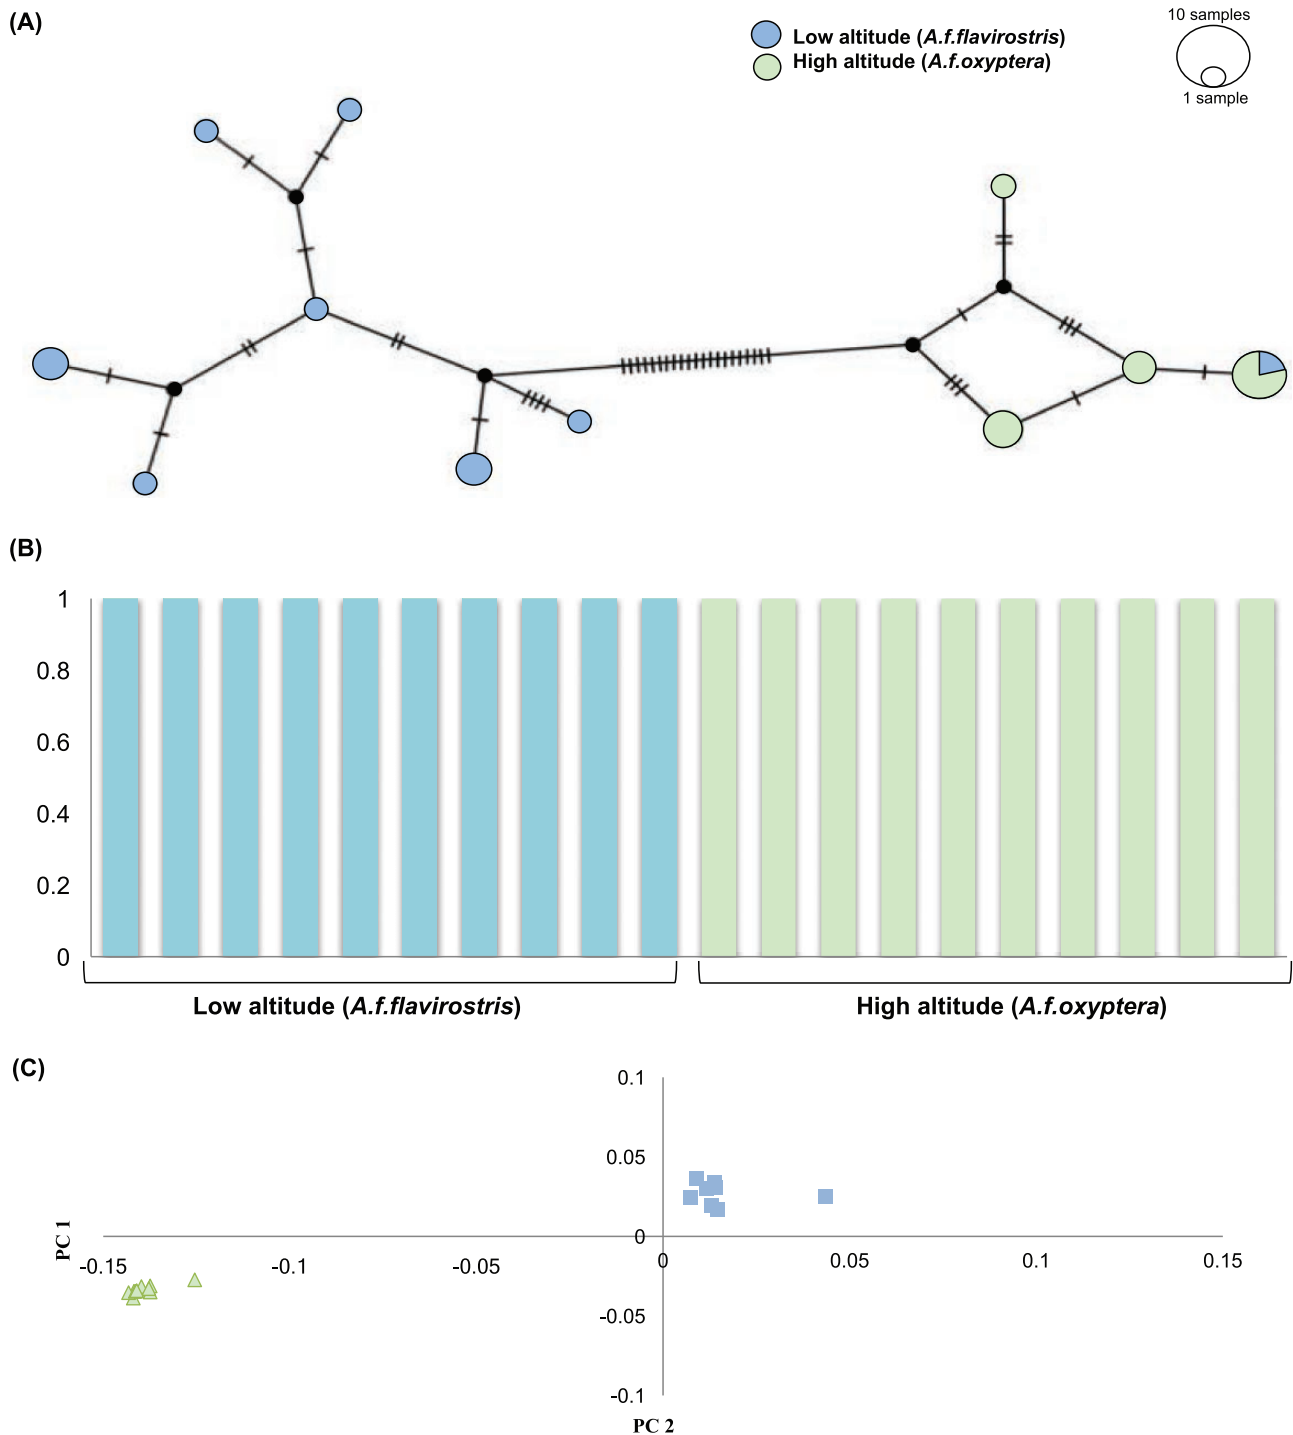 (A)
10 samples
Low altitude (A.f.flavirostris)
High altitude (A.f.oxyptera)
1 sample
(B)
1
0.8
0.6
0.4
0.2
0
Low altitude (A.f.flavirostris)
High altitude (A.f.oxyptera)
(C)
0.1
0.05
0
-0.05
-0.1
PC 1
-0.15
-0.1
-0.05
0
0.05
0.1
0.15
PC 2